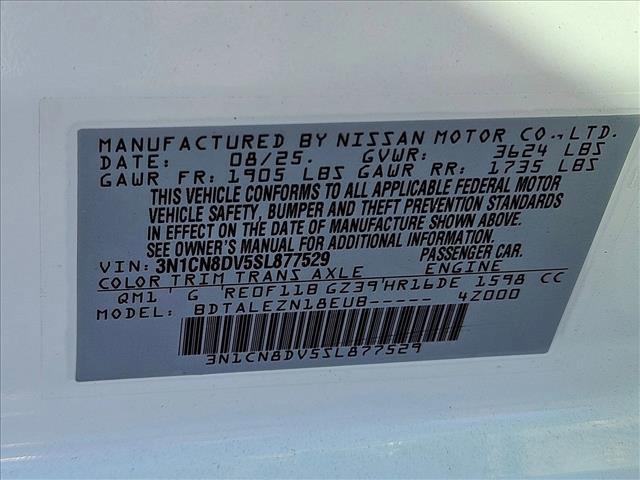 MANUFACTURED BY NISSAN MOTOR CO., LTD.
DATE: 08/25. GVWR: 3624 LBS
GAWR FR: 1905 LBS GAWR RR: 1735 LBS
THIS VEHICLE CONFORMS TO ALL APPLICABLE FEDERAL MOTOR
VEHICLE SAFETY, BUMPER AND THEFT PREVENTION STANDARDS
IN EFFECT ON THE DATE OF MANUFACTURE SHOWN ABOVE.
SEE OWNER'S MANUAL FOR ADDITIONAL INFORMATION.
VIN: 3N1CN8DV5SL877529 PASSENGER CAR.
COLOR TRIM TRANS AXLE ENGINE
QM1 G RE0F11B GZ39 HR16DE 1598 CC
BDTALEZN18EUB----- 4Z000
3N1CN8DV5SL877529